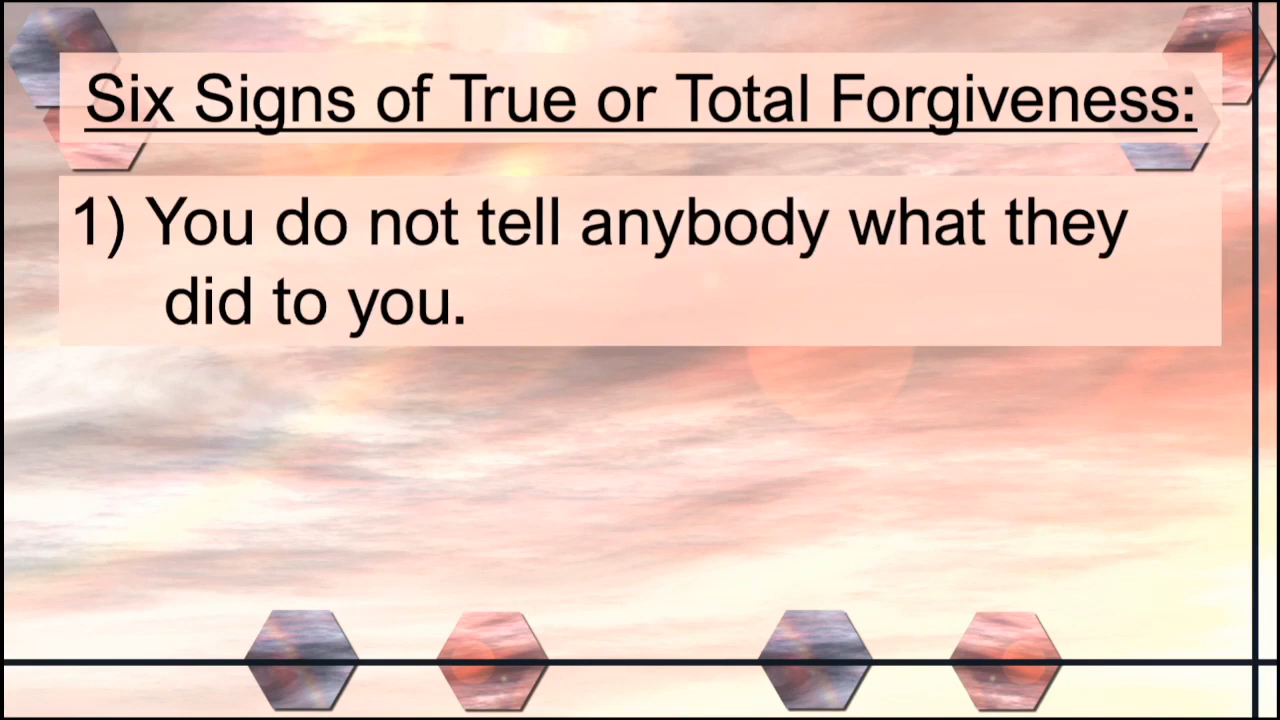 Six Signs of True or Total Forgiveness:
1) You do not tell anybody what they
did to you.